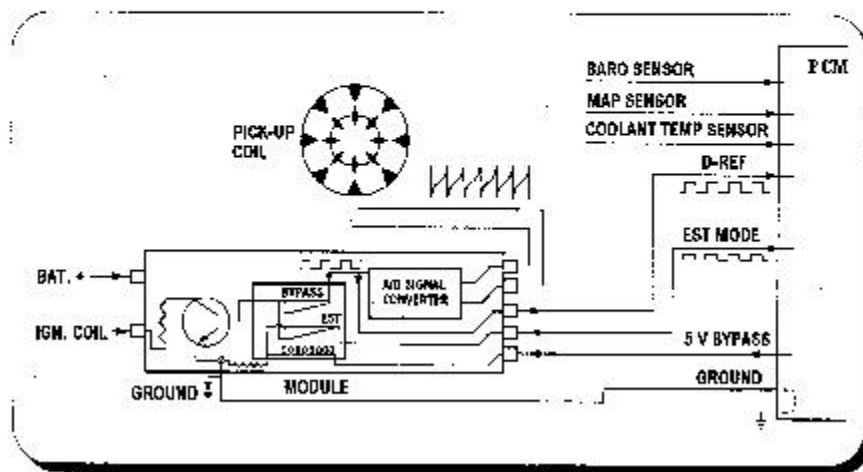 BARO SENSOR
PCM
MAP SENSOR
PICK-UP
COIL
COOLANT TEMP SENSOR
D-REF
EST MODE
BAT. +
A/D SIGNAL
CONVERTER
BYPASS
EST
IGN. COIL
5 V BYPASS
GROUND
MODULE
GROUND